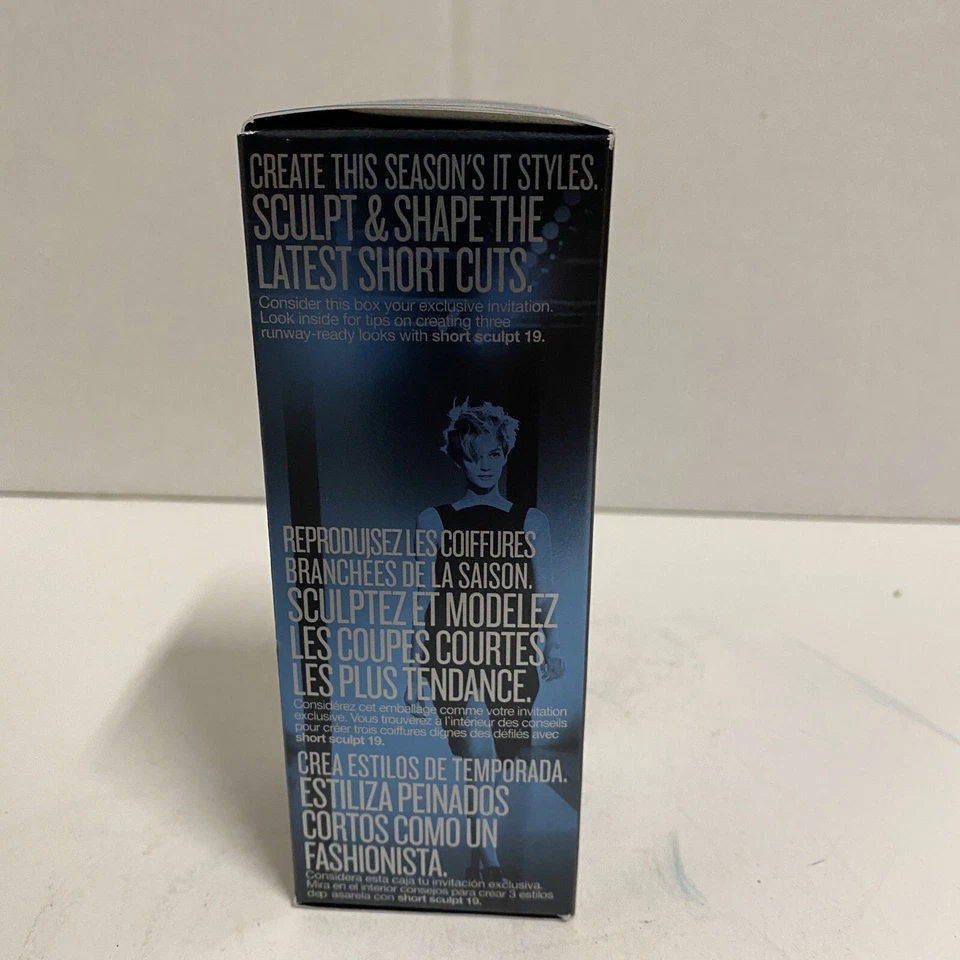 CREATE THIS SEASON'S IT STYLES.
SCULPT & SHAPE THE
LATEST SHORT CUTS.
Consider this box your exclusive invitation.
Look inside for tips on creating three
runway-ready looks with short sculpt 19.
REPRODUISEZ LES COIFFURES
BRANCHÉES DE LA SAISON.
SCULPTEZ ET MODELEZ
LES COUPES COURTES
LES PLUS TENDANCE.
Considérez cet emballage comme votre invitation
exclusive. Vous trouverez à l'intérieur des conseils
pour créer trois coiffures dignes des défilés avec
short sculpt 19.
CREA ESTILOS DE TEMPORADA.
ESTILIZA PEINADOS
CORTOS COMO UN
FASHIONISTA.
Considera esta caja tu invitación exclusiva.
Mira en el interior consejos para crear 3 estilos
con short sculpt 19.